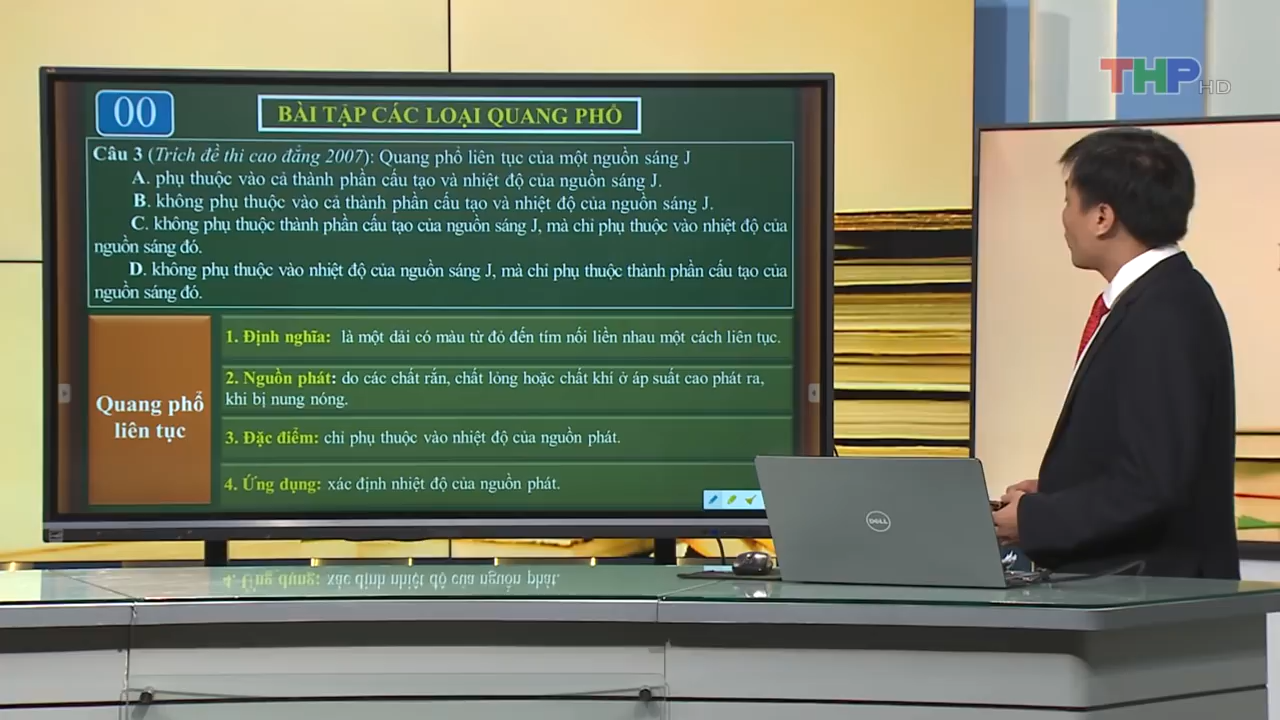 THP HD
00
BÀI TẬP CÁC LOẠI QUANG PHỔ
Câu 3 (Trích đề thi cao đẳng 2007): Quang phổ liên tục của một nguồn sáng J
A. phụ thuộc vào cả thành phần cấu tạo và nhiệt độ của nguồn sáng J.
B. không phụ thuộc vào cả thành phần cấu tạo và nhiệt độ của nguồn sáng J.
C. không phụ thuộc thành phần cấu tạo của nguồn sáng J, mà chỉ phụ thuộc vào nhiệt độ của
nguồn sáng đó.
D. không phụ thuộc vào nhiệt độ của nguồn sáng J, mà chỉ phụ thuộc thành phần cấu tạo của
nguồn sáng đó.
Quang phổ
liên tục
1. Định nghĩa: là một dải có màu từ đỏ đến tím nối liền nhau một cách liên tục.
2. Nguồn phát: do các chất rắn, chất lỏng hoặc chất khí ở áp suất cao phát ra,
khi bị nung nóng.
3. Đặc điểm: chỉ phụ thuộc vào nhiệt độ của nguồn phát.
4. Ứng dụng: xác định nhiệt độ của nguồn phát.
DELL